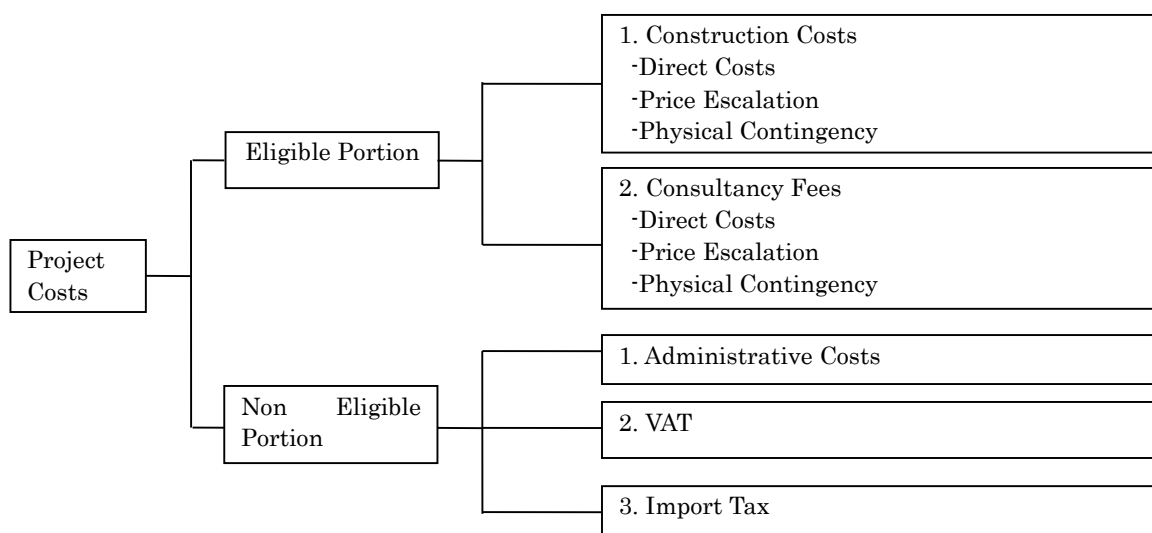 Project
Costs
Eligible Portion
1. Construction Costs
-Direct Costs
-Price Escalation
-Physical Contingency
2. Consultancy Fees
-Direct Costs
-Price Escalation
-Physical Contingency
Non Eligible
Portion
1. Administrative Costs
2. VAT
3. Import Tax